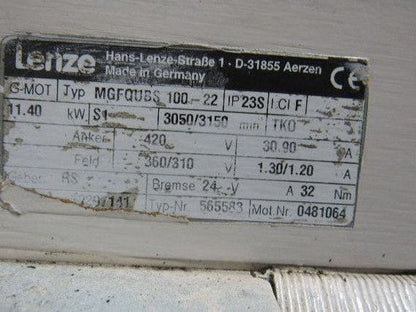 Lenze Hans-Lenze-Straße 1 · D-31855 Aerzen
Made in Germany CE
G-MOT Typ MGFQUBS 100-22 IP 23S I.Cl F
11.40 kW S1 3050/3150 min TKO
Anker 420 V 30.90 A
Feld 360/310 V 1.30/1.20 A
Geber RS Bremse 24 V A 32 Nm
Typ-Nr 565583 Mot.Nr. 0481064